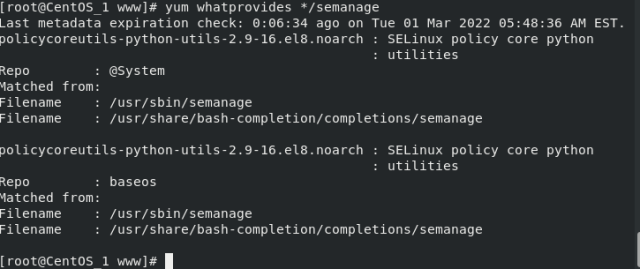 [root@CentOS_1 www]# yum whatprovides */semanage
Last metadata expiration check: 0:06:34 ago on Tue 01 Mar 2022 05:48:36 AM EST.
policycoreutils-python-utils-2.9-16.el8.noarch : SELinux policy core python
                                               : utilities
Repo        : @System
Matched from:
Filename    : /usr/sbin/semanage
Filename    : /usr/share/bash-completion/completions/semanage

policycoreutils-python-utils-2.9-16.el8.noarch : SELinux policy core python
                                               : utilities
Repo        : baseos
Matched from:
Filename    : /usr/sbin/semanage
Filename    : /usr/share/bash-completion/completions/semanage

[root@CentOS_1 www]#